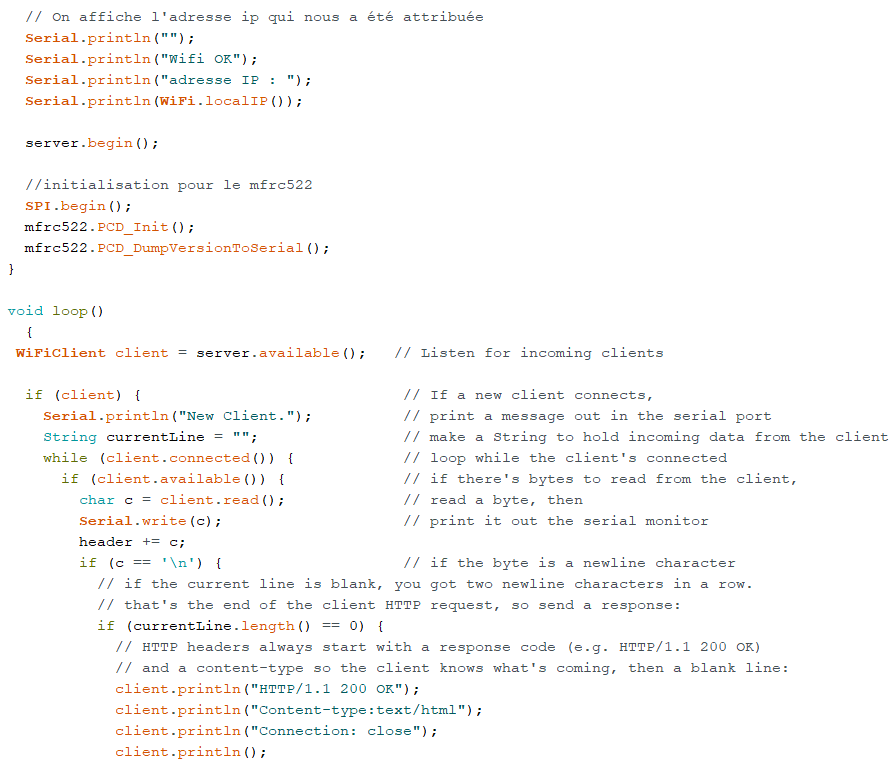 // On affiche l'adresse ip qui nous a été attribuée
Serial.println("");
Serial.println("Wifi OK");
Serial.println("adresse IP : ");
Serial.println(WiFi.localIP());
server.begin();
//initialisation pour le mfrc522
SPI.begin();
mfrc522.PCD_Init();
mfrc522.PCD_DumpVersionToSerial();
}
void loop()
{
WiFiClient client = server.available();   // Listen for incoming clients
if (client) {                             // If a new client connects,
Serial.println("New Client.");          // print a message out in the serial port
String currentLine = "";                // make a String to hold incoming data from the client
while (client.connected()) {            // loop while the client's connected
if (client.available()) {             // if there's bytes to read from the client,
char c = client.read();             // read a byte, then
Serial.write(c);                    // print it out the serial monitor
header += c;
if (c == '\n') {                    // if the byte is a newline character
// if the current line is blank, you got two newline characters in a row.
// that's the end of the client HTTP request, so send a response:
if (currentLine.length() == 0) {
// HTTP headers always start with a response code (e.g. HTTP/1.1 200 OK)
// and a content-type so the client knows what's coming, then a blank line:
client.println("HTTP/1.1 200 OK");
client.println("Content-type:text/html");
client.println("Connection: close");
client.println();